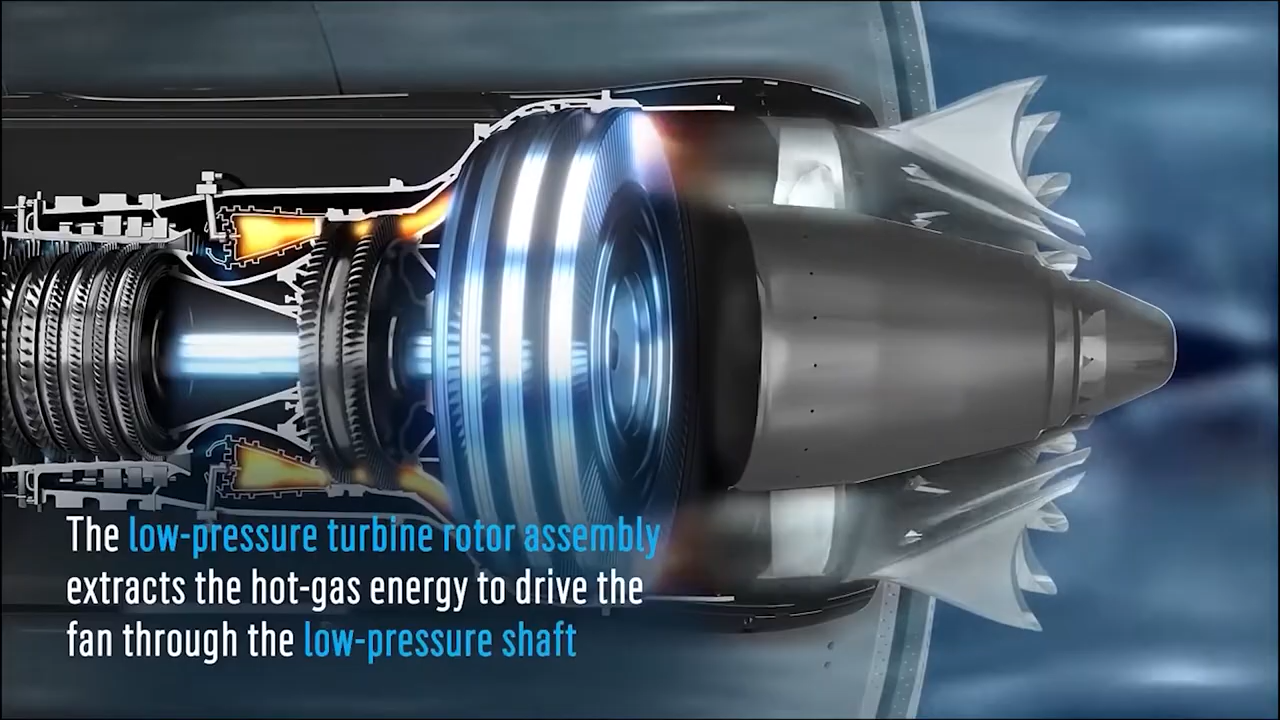 The low-pressure turbine rotor assembly
extracts the hot-gas energy to drive the
fan through the low-pressure shaft